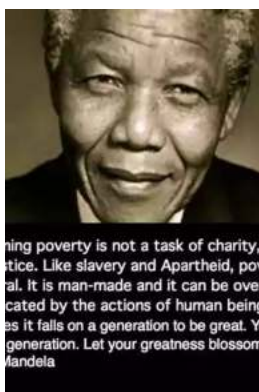 ning poverty is not a task of charity,
stice. Like slavery and Apartheid, pov
ral. It is man-made and it can be ove
cated by the actions of human being
es it falls on a generation to be great. Y
generation. Let your greatness blossom
Mandela